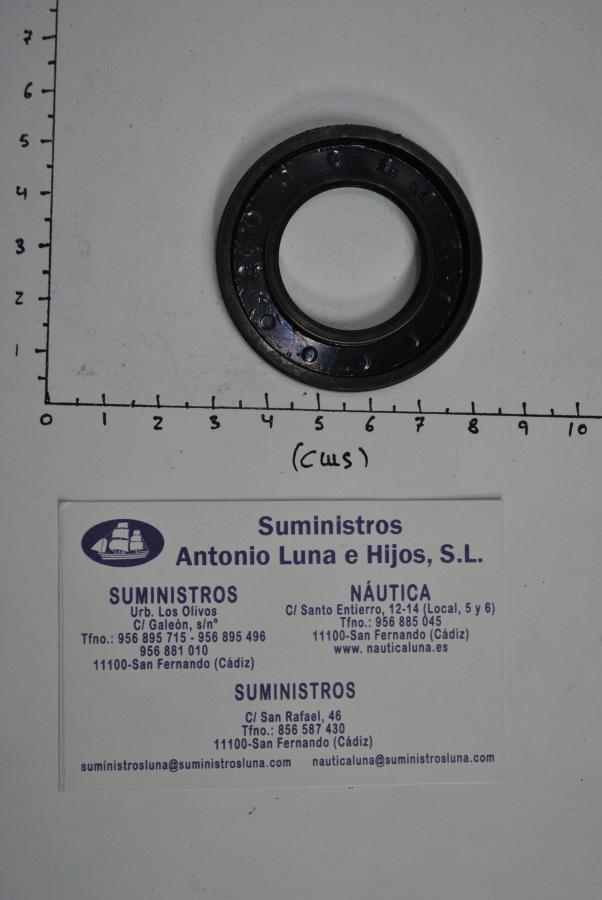 7
6
5
4
3
2
1
0 1 2 3 4 5 6 7 8 9 10
(cms)
Suministros
Antonio Luna e Hijos, S.L.
SUMINISTROS
Urb. Los Olivos
C/ Galeón, s/nº
Tfno.: 956 895 715 - 956 895 496
956 881 010
11100-San Fernando (Cádiz)
NÁUTICA
C/ Santo Entierro, 12-14 (Local, 5 y 6)
Tfno.: 956 885 045
11100-San Fernando (Cádiz)
www. nauticaluna.es
SUMINISTROS
C/ San Rafael, 46
Tfno.: 856 587 430
11100-San Fernando (Cádiz)
suministrosluna@suministrosluna.com nauticaluna@suministrosluna.com